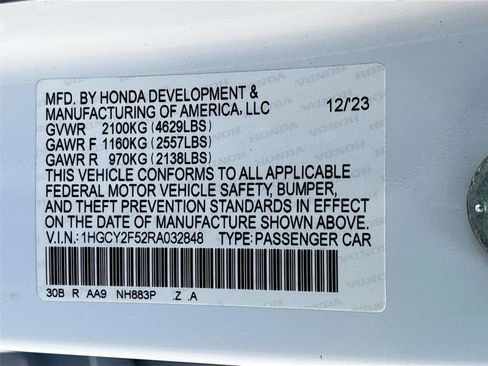 MFD. BY HONDA DEVELOPMENT &
MANUFACTURING OF AMERICA, LLC 12/'23
GVWR 2100KG (4629LBS)
GAWR F 1160KG (2557LBS)
GAWR R 970KG (2138LBS)
THIS VEHICLE CONFORMS TO ALL APPLICABLE
FEDERAL MOTOR VEHICLE SAFETY, BUMPER,
AND THEFT PREVENTION STANDARDS IN EFFECT
ON THE DATE OF MANUFACTURE SHOWN ABOVE.
V.I.N.: 1HGCY2F52RA032848 TYPE: PASSENGER CAR
30B R AA9 NH883P .Z .A